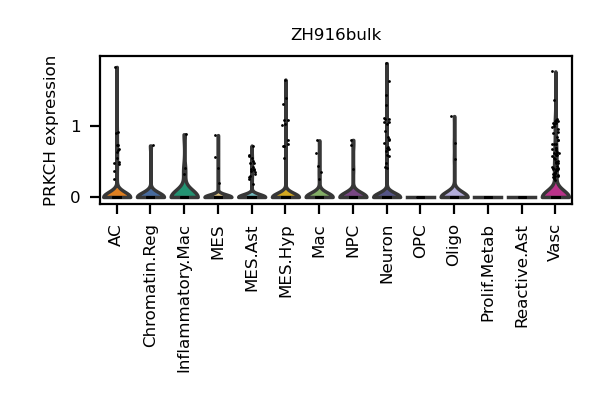 ZH916bulk
PRKCH expression
1
0
AC
Chromatin.Reg
Inflammatory.Mac
MES
MES.Ast
MES.Hyp
Mac
NPC
Neuron
OPC
Oligo
Prolif.Metab
Reactive.Ast
Vasc